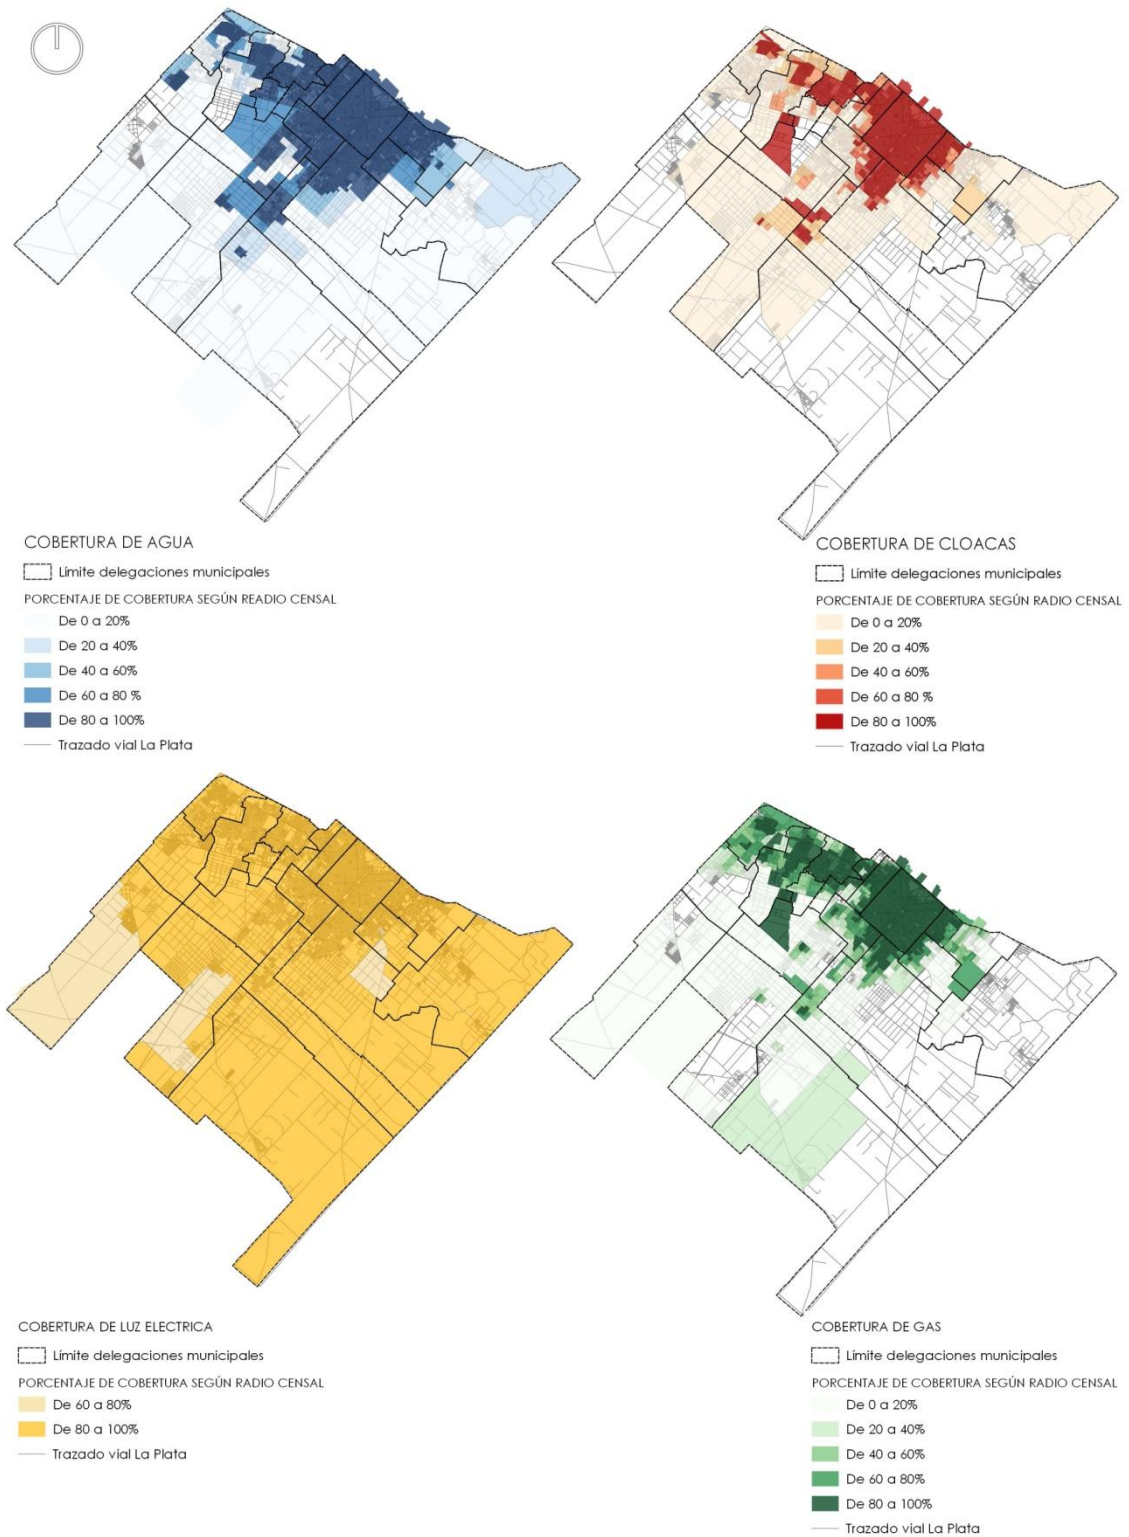 COBERTURA DE AGUA
Límite delegaciones municipales
PORCENTAJE DE COBERTURA SEGÚN READIO CENSAL
De 0 a 20%
De 20 a 40%
De 40 a 60%
De 60 a 80 %
De 80 a 100%
Trazado vial La Plata
COBERTURA DE CLOACAS
Límite delegaciones municipales
PORCENTAJE DE COBERTURA SEGÚN RADIO CENSAL
De 0 a 20%
De 20 a 40%
De 40 a 60%
De 60 a 80 %
De 80 a 100%
Trazado vial La Plata
COBERTURA DE LUZ ELECTRICA
Límite delegaciones municipales
PORCENTAJE DE COBERTURA SEGÚN RADIO CENSAL
De 60 a 80%
De 80 a 100%
Trazado vial La Plata
COBERTURA DE GAS
Límite delegaciones municipales
PORCENTAJE DE COBERTURA SEGÚN RADIO CENSAL
De 0 a 20%
De 20 a 40%
De 40 a 60%
De 60 a 80%
De 80 a 100%
Trazado vial La Plata